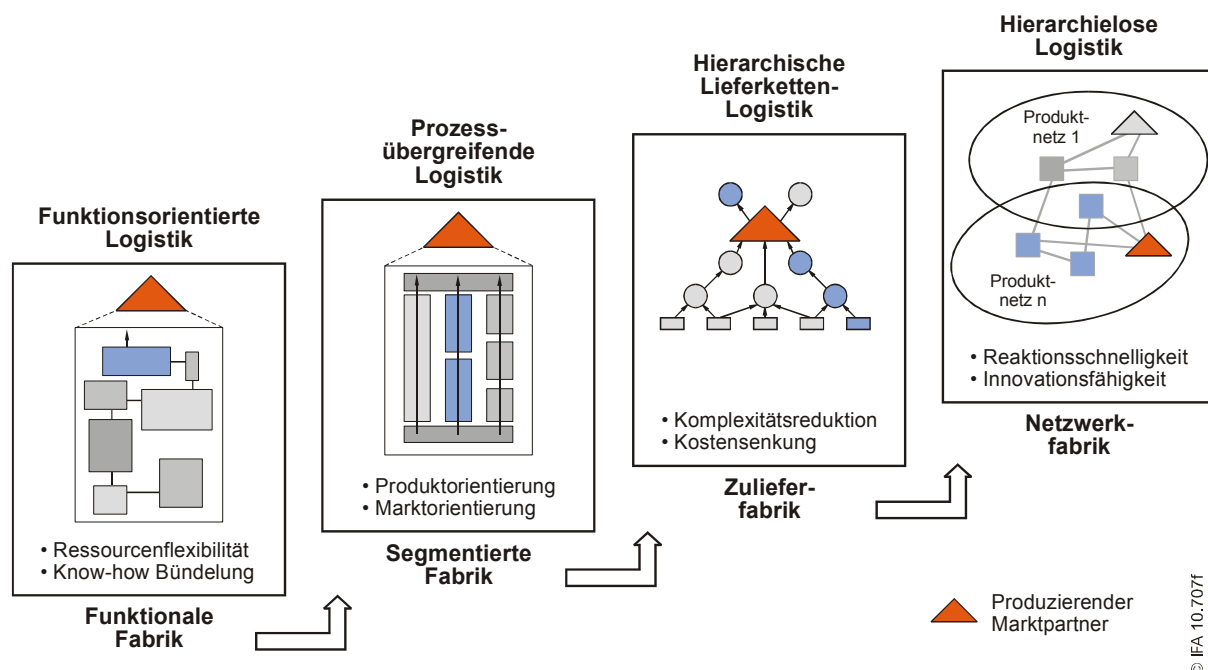 Funktionsorientierte
Logistik
• Ressourcenflexibilität
• Know-how Bündelung
Funktionale
Fabrik
Prozess-
übergreifende
Logistik
• Produktorientierung
• Marktorientierung
Segmentierte
Fabrik
Hierarchische
Lieferketten-
Logistik
• Komplexitätsreduktion
• Kostensenkung
Zuliefer-
fabrik
Hierarchielose
Logistik
Produkt-
netz 1
Produkt-
netz n
• Reaktionsschnelligkeit
• Innovationsfähigkeit
Netzwerk-
fabrik
Produzierender
Marktpartner
© IFA 10.707f